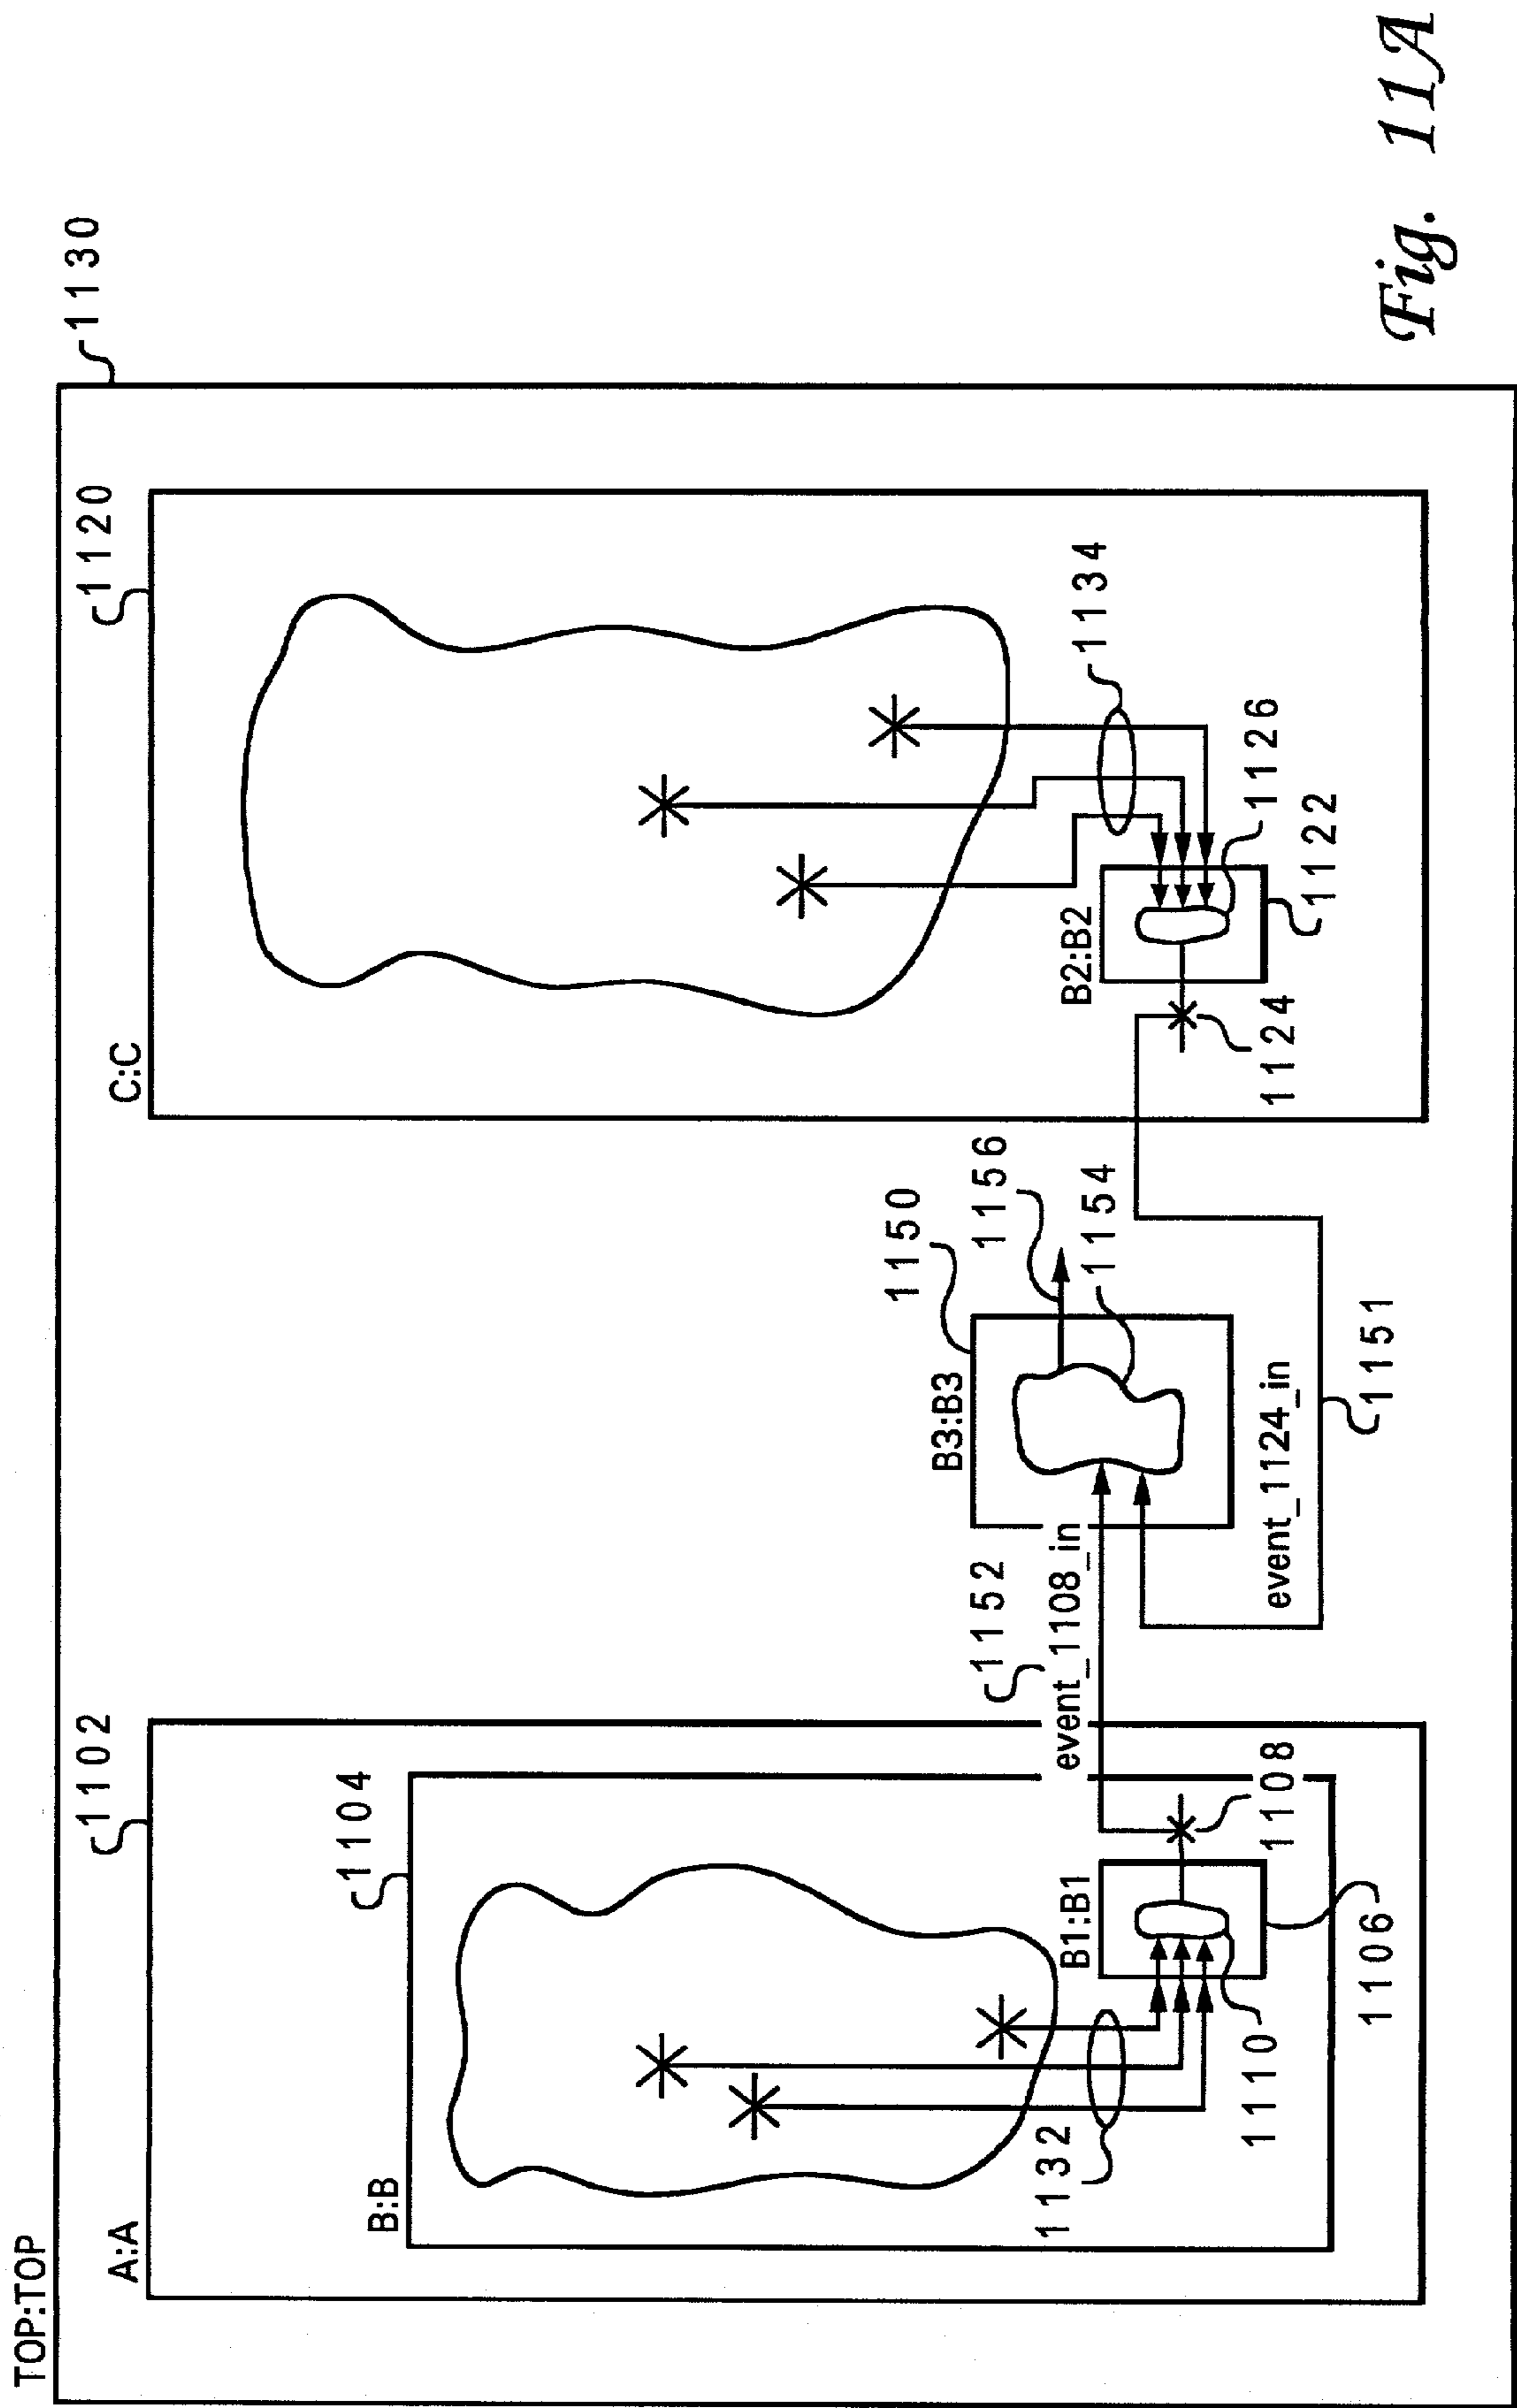 TOP:TOP
1130
A:A
1102
C:C
1120
B:B
1104
1132
B1:B1
1110
1106
1108
1152
event_1108_in
B3:B3
1150
1156
1154
event_1124_in
1151
B2:B2
1124
1134
1126
1122
Fig. 11A